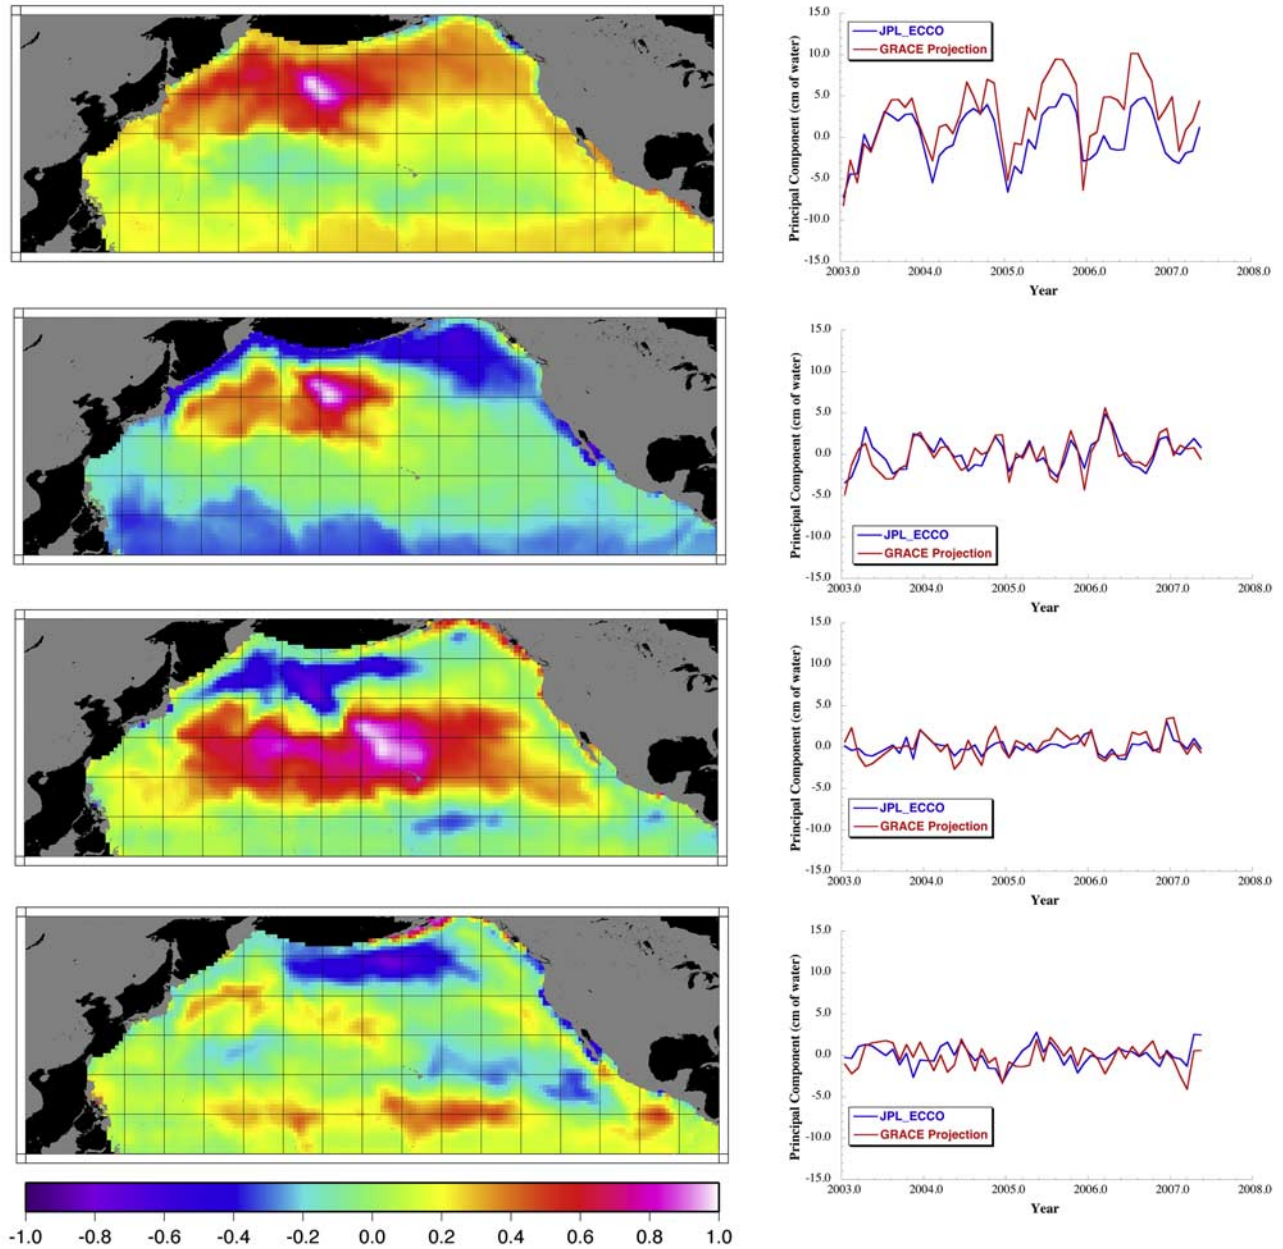 15.0
JPL_ECCO
GRACE Projection
10.0
5.0
0.0
-5.0
-10.0
-15.0
Principal Component (cm of water)
2003.0 2004.0 2005.0 2006.0 2007.0 2008.0
Year
15.0
10.0
5.0
0.0
-5.0
-10.0
-15.0
Principal Component (cm of water)
JPL_ECCO
GRACE Projection
2003.0 2004.0 2005.0 2006.0 2007.0 2008.0
Year
15.0
10.0
5.0
0.0
-5.0
-10.0
-15.0
Principal Component (cm of water)
JPL_ECCO
GRACE Projection
2003.0 2004.0 2005.0 2006.0 2007.0 2008.0
Year
15.0
10.0
5.0
0.0
-5.0
-10.0
-15.0
Principal Component (cm of water)
JPL_ECCO
GRACE Projection
2003.0 2004.0 2005.0 2006.0 2007.0 2008.0
Year
-1.0 -0.8 -0.6 -0.4 -0.2 0.0 0.2 0.4 0.6 0.8 1.0